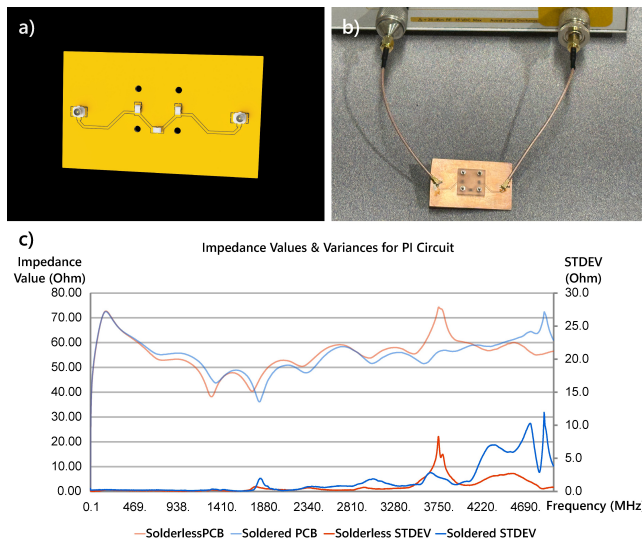 a)
b)
c)
Impedance Values & Variances for PI Circuit
Impedance
Value (Ohm)
STDEV
(Ohm)
80.00
70.00
60.00
50.00
40.00
30.00
20.00
10.00
0.00
30.0
25.0
20.0
15.0
10.0
5.0
0.0
0.1 469. 938. 1410. 1880. 2340. 2810. 3280. 3750. 4220. 4690. Frequency (MHz)
SolderlessPCB Soldered PCB Solderless STDEV Soldered STDEV